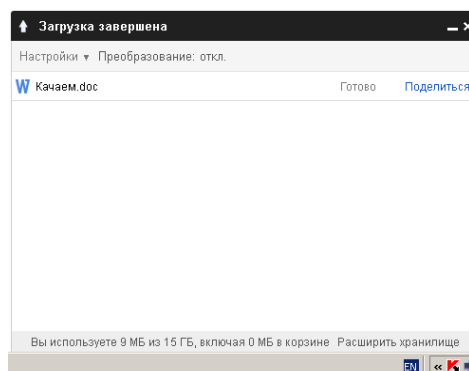 Загрузка завершена
Настройки Преобразование: откл.
Качаем.doc Готово Поделиться
Вы используете 9 МБ из 15 ГБ, включая 0 МБ в корзине Расширить хранилище
EN «